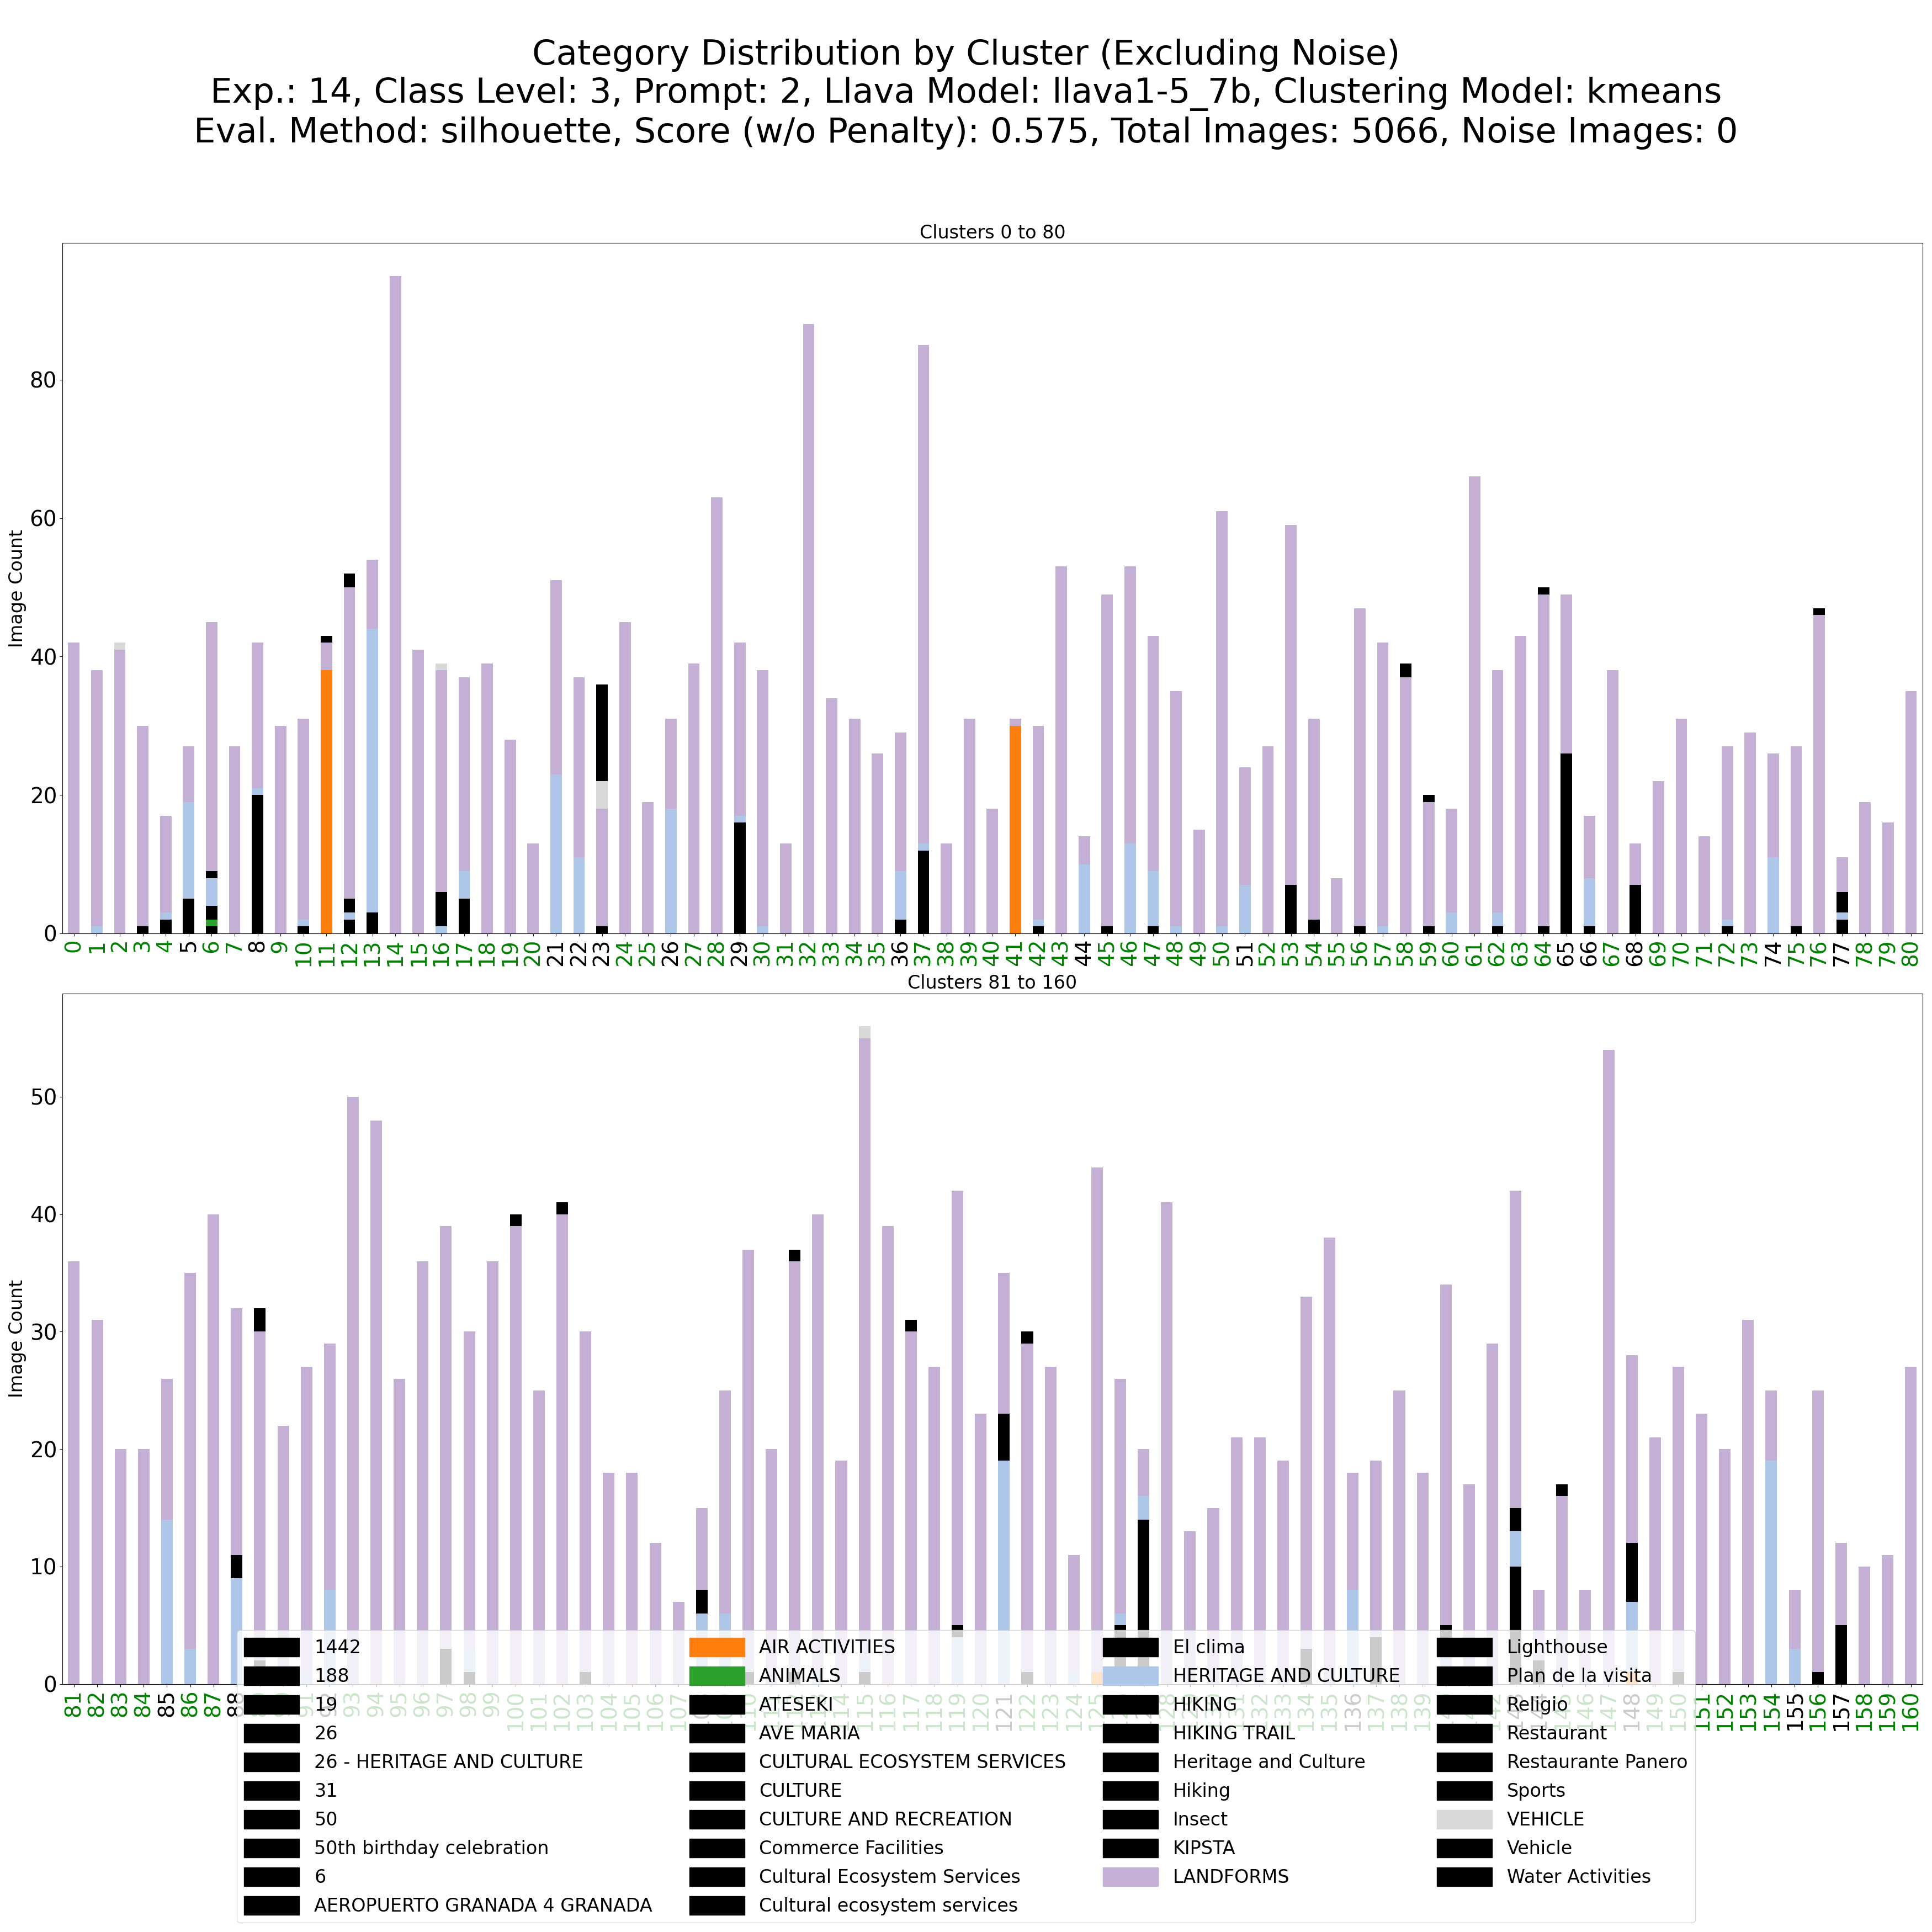 Category Distribution by Cluster (Excluding Noise)
Exp.: 14, Class Level: 3, Prompt: 2, Llava Model: llava1-5_7b, Clustering Model: kmeans
Eval. Method: silhouette, Score (w/o Penalty): 0.575, Total Images: 5066, Noise Images: 0
Clusters 0 to 80
Image Count
80
60
40
20
0
0 1 2 3 4 5 6 7 8 9 10 11 12 13 14 15 16 17 18 19 20 21 22 23 24 25 26 27 28 29 30 31 32 33 34 35 36 37 38 39 40 41 42 43 44 45 46 47 48 49 50 51 52 53 54 55 56 57 58 59 60 61 62 63 64 65 66 67 68 69 70 71 72 73 74 75 76 77 78 79 80
Clusters 81 to 160
Image Count
50
40
30
20
10
0
81 82 83 84 85 86 87 88 93 94 95 96 97 98 99 100 101 102 103 104 105 106 107 115 116 117 118 119 120 121 122 123 124 131 132 133 134 135 136 137 138 139 147 148 149 150 151 152 153 154 155 156 157 158 159 160
1442
188
19
26
26 - HERITAGE AND CULTURE
31
50
50th birthday celebration
6
AEROPUERTO GRANADA 4 GRANADA
AIR ACTIVITIES
ANIMALS
ATESEKI
AVE MARIA
CULTURAL ECOSYSTEM SERVICES
CULTURE
CULTURE AND RECREATION
Commerce Facilities
Cultural Ecosystem Services
Cultural ecosystem services
El clima
HERITAGE AND CULTURE
HIKING
HIKING TRAIL
Heritage and Culture
Hiking
Insect
KIPSTA
LANDFORMS
Lighthouse
Plan de la visita
Religio
Restaurant
Restaurante Panero
Sports
VEHICLE
Vehicle
Water Activities